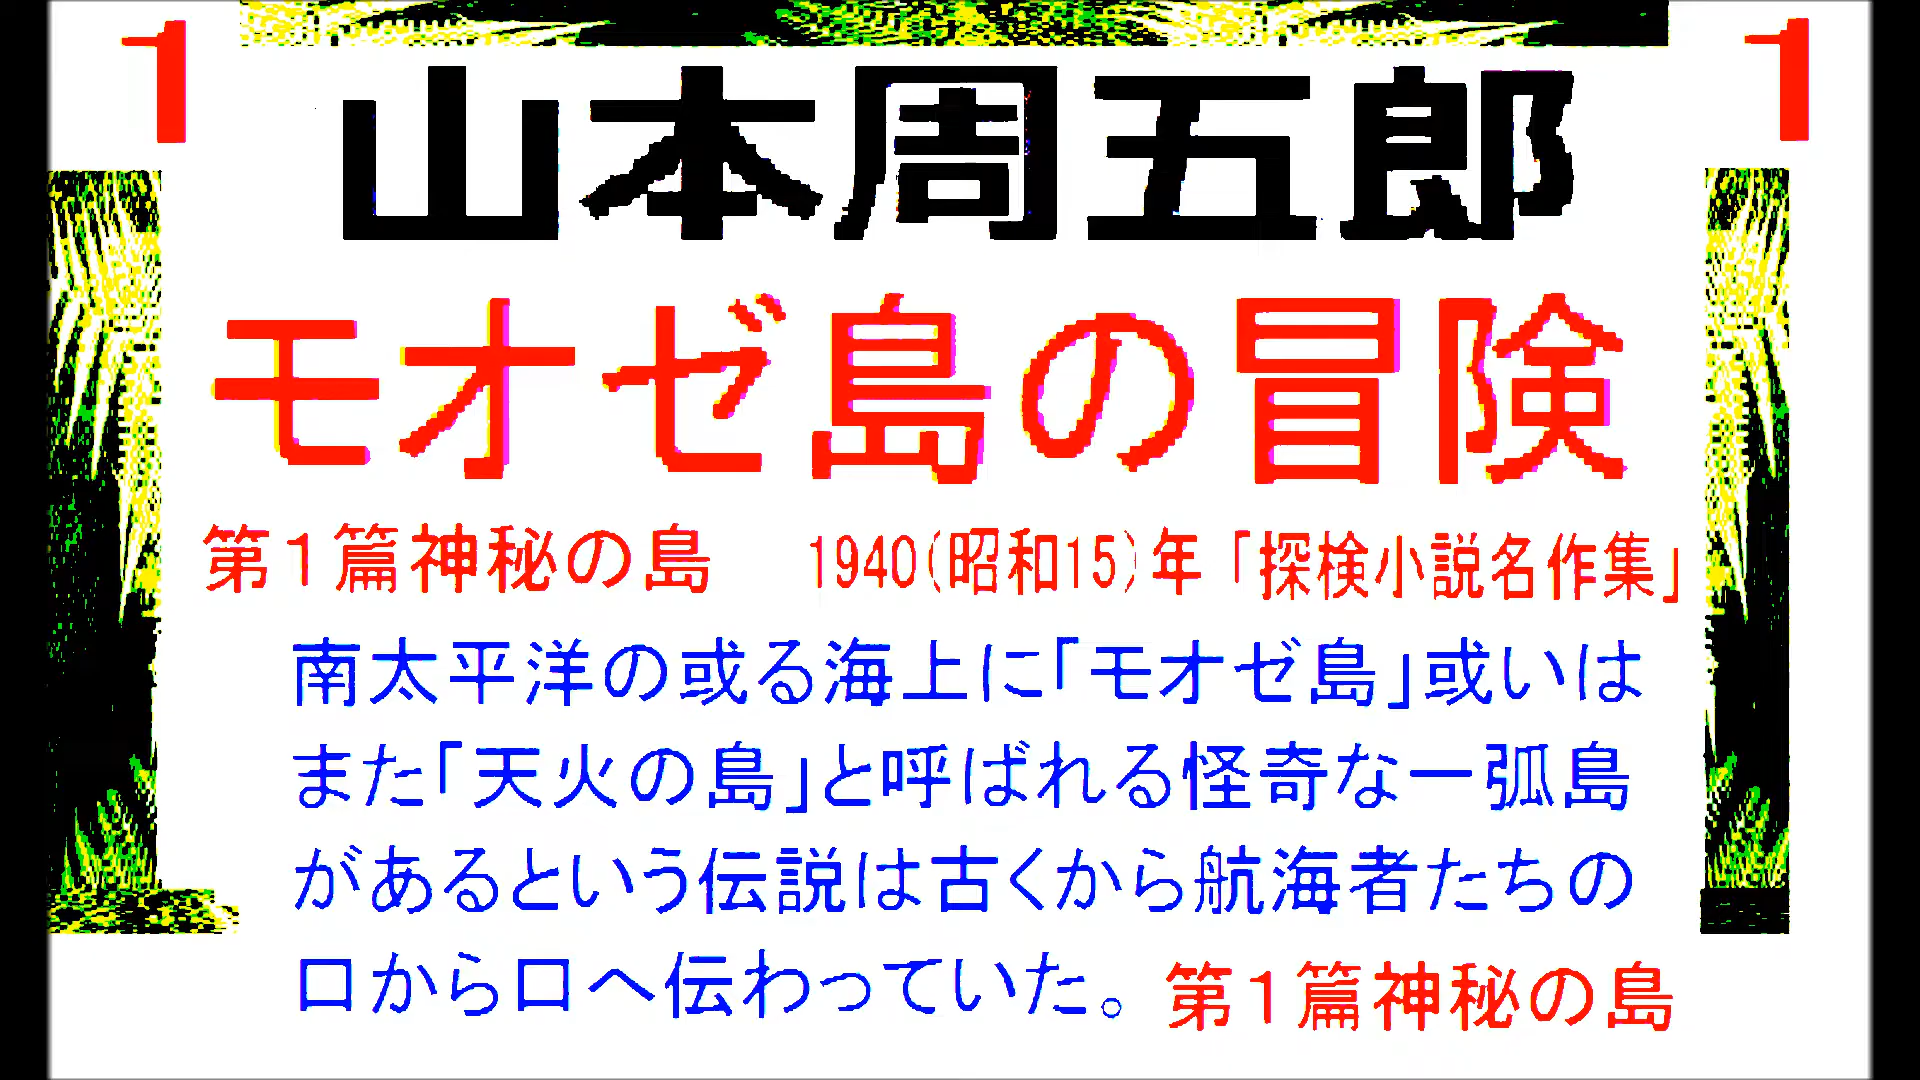 1 1
山本周五郎
モオゼ島の冒険
第1篇神秘の島 1940(昭和15)年「探検小説名作集」
南太平洋の或る海上に「モオゼ島」或いは
また「天火の島」と呼ばれる怪奇な一弧島
があるという伝説は古くから航海者たちの
口から口へ伝わっていた。 第1篇神秘の島